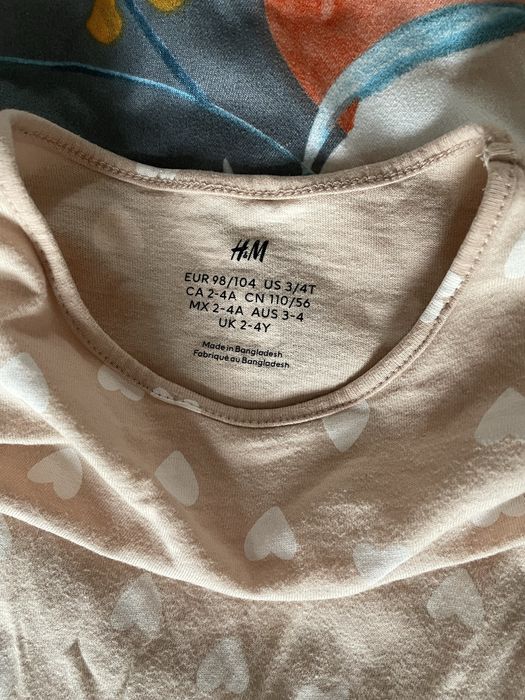 H&M
EUR 98/104 US 3/4T
CA 2-4A CN 110/56
MX 2-4A AUS 3-4
UK 2-4Y
Made in Bangladesh
Fabriqué au Bangladesh